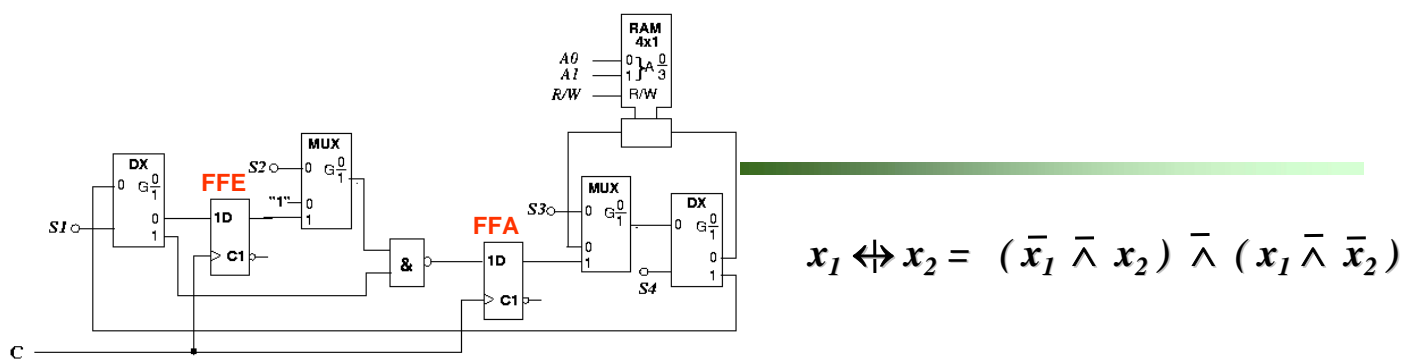 RAM
4x1
A0 0 } A 0/3
A1 1
R/W R/W
MUX
DX
S2 0 G 0/1
0 G 0/1
FFE
"1" 0
MUX
1D 1
DX
0
FFA
S3 0 G 0/1
0 G 0/1
S1 1
C1
&
1D
0
0
1
1
S4
C1
C
x̄₁ ↮ x₂ = ( x̄₁ ⊼ x₂ ) ⊼ ( x₁ ⊼ x̄₂ )